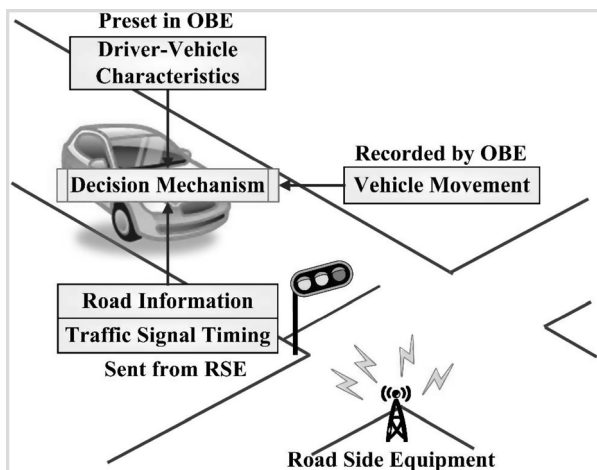 Preset in OBE
Driver-Vehicle
Characteristics
Recorded by OBE
Decision Mechanism
Vehicle Movement
Road Information
Traffic Signal Timing
Sent from RSE
Road Side Equipment